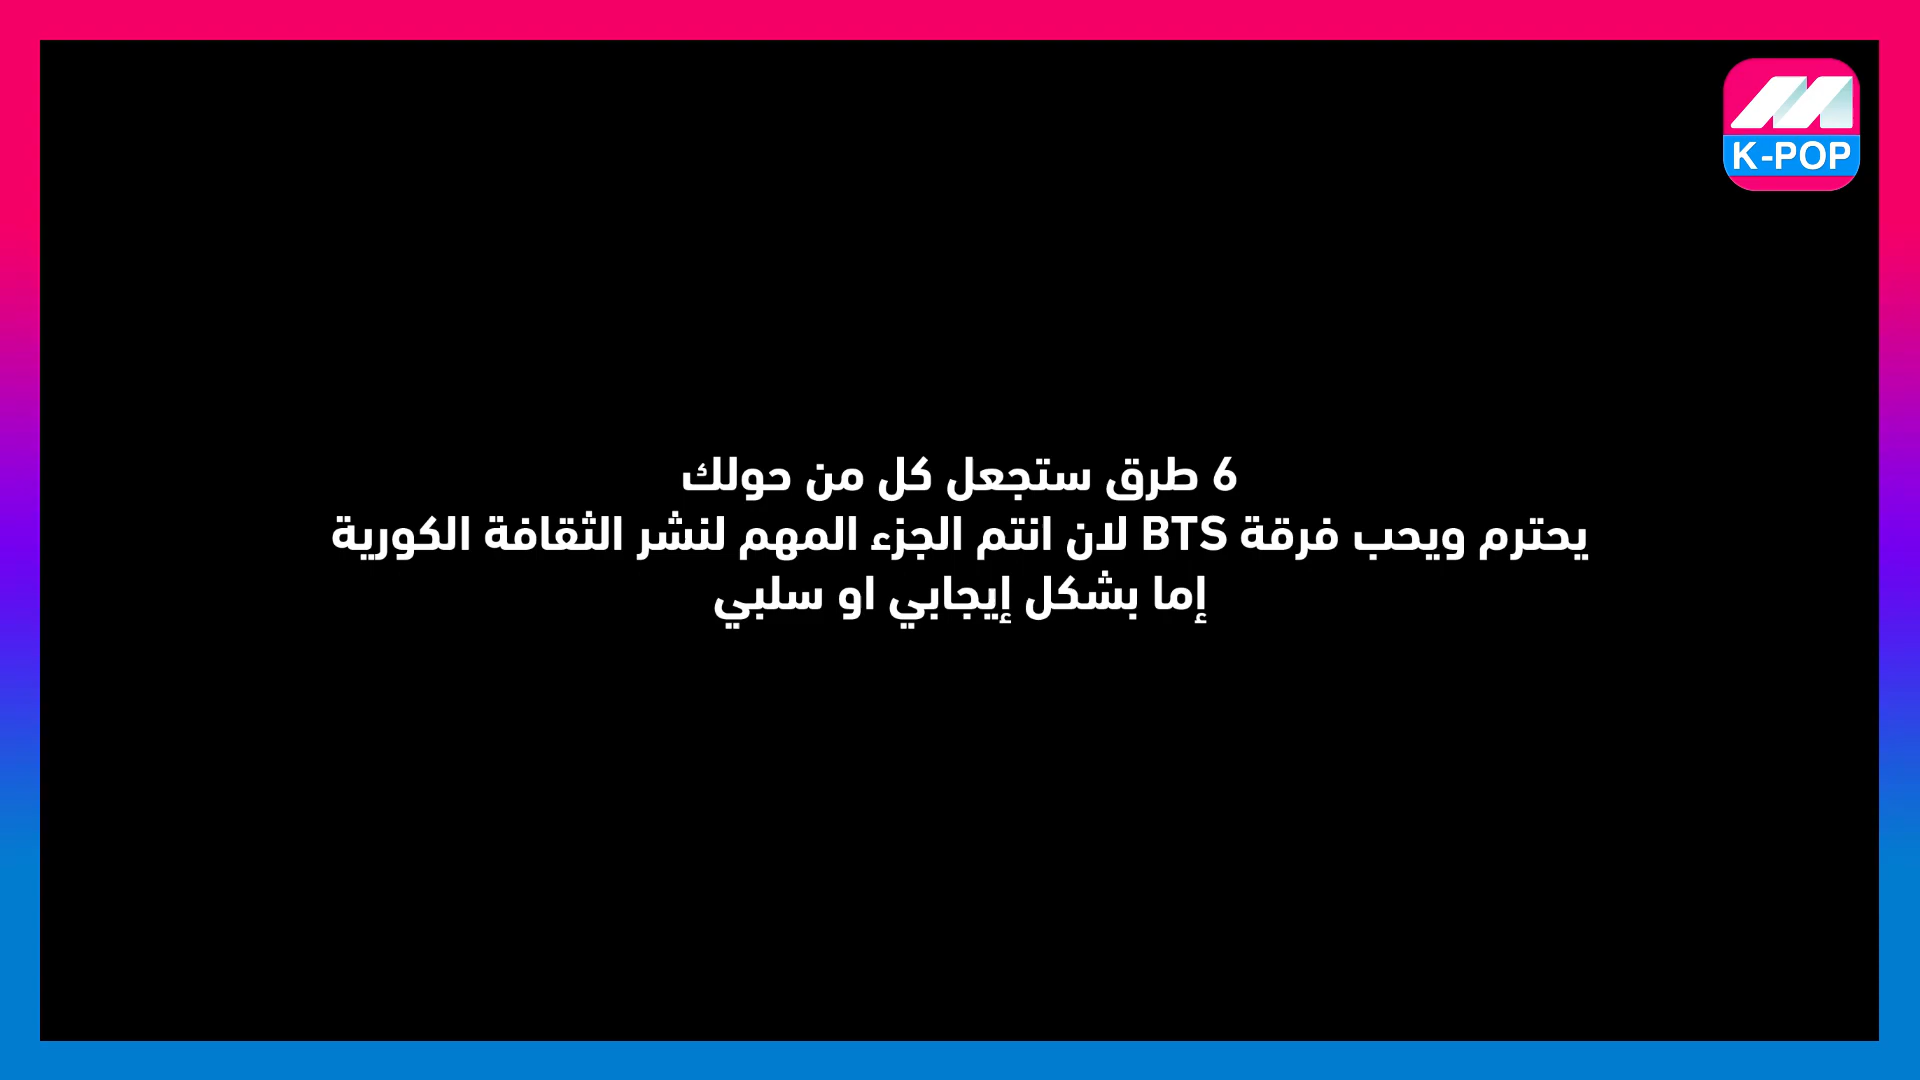 K-POP
6 طرق ستجعل كل من حولك
يحترم ويحب فرقة BTS لان انتم الجزء المهم لنشر الثقافة الكورية
إما بشكل إيجابي او سلبي